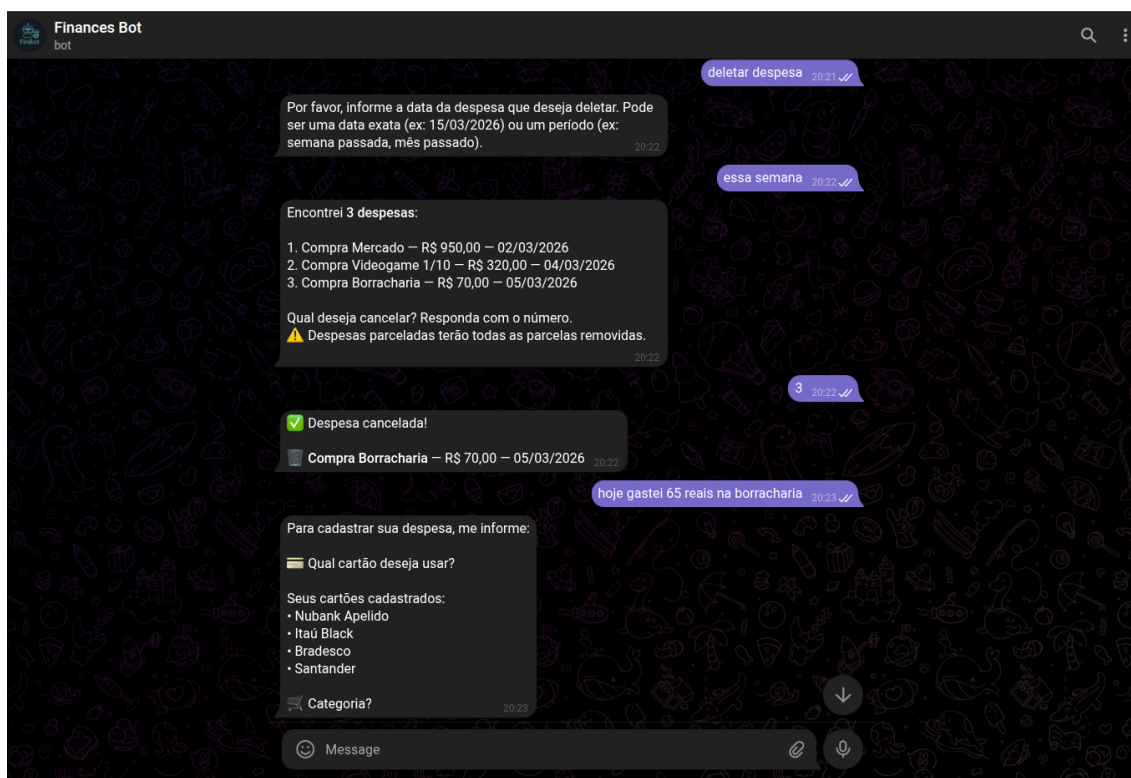 Finances Bot
bot
FinBot
deletar despesa 20:21
Por favor, informe a data da despesa que deseja deletar. Pode
ser uma data exata (ex: 15/03/2026) ou um período (ex:
semana passada, mês passado).
20:22
essa semana 20:22
Encontrei 3 despesas:
1. Compra Mercado — R$ 950,00 — 02/03/2026
2. Compra Videogame 1/10 — R$ 320,00 — 04/03/2026
3. Compra Borracharia — R$ 70,00 — 05/03/2026
Qual deseja cancelar? Responda com o número.
⚠️ Despesas parceladas terão todas as parcelas removidas.
20:22
3 20:22
✅ Despesa cancelada!
🗑️ Compra Borracharia — R$ 70,00 — 05/03/2026 20:22
hoje gastei 65 reais na borracharia 20:23
Para cadastrar sua despesa, me informe:
💳 Qual cartão deseja usar?
Seus cartões cadastrados:
• Nubank Apelido
• Itaú Black
• Bradesco
• Santander
🛒 Categoria?
20:23
Message